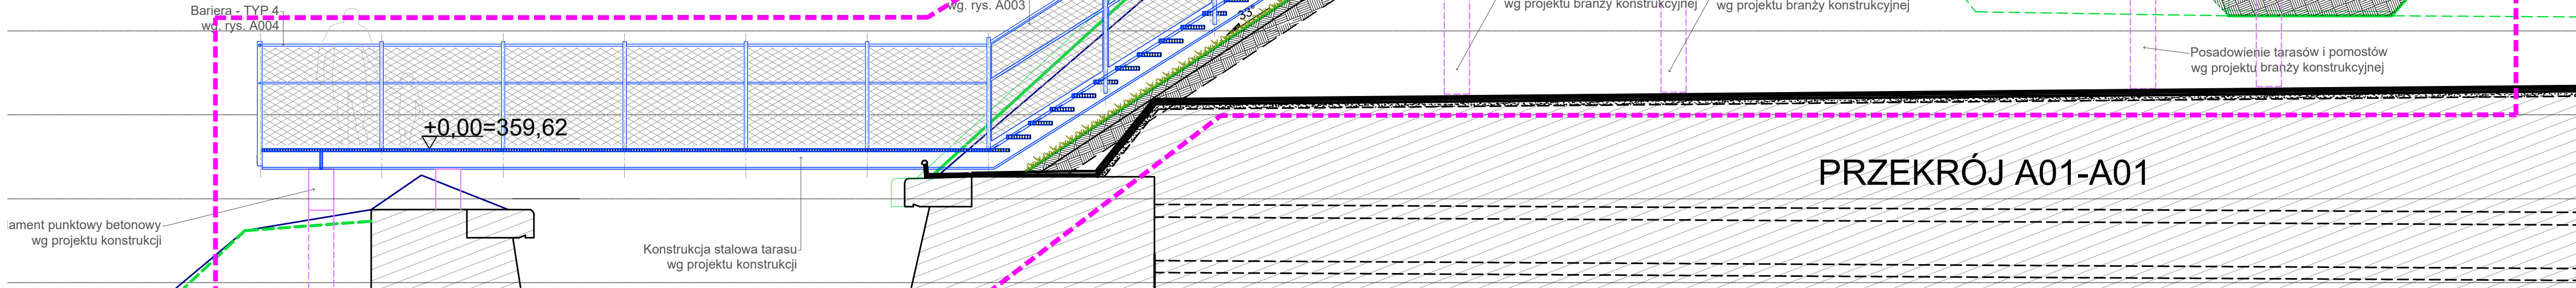 Bariera - TYP 4
wg. rys. A004
wg. rys. A003
33
wg projektu branży konstrukcyjnej
wg projektu branży konstrukcyjnej
Posadowienie tarasów i pomostów
wg projektu branży konstrukcyjnej
+0,00=359,62
PRZEKRÓJ A01-A01
punktowy betonowy
wg projektu konstrukcji
Konstrukcja stalowa tarasu
wg projektu konstrukcji